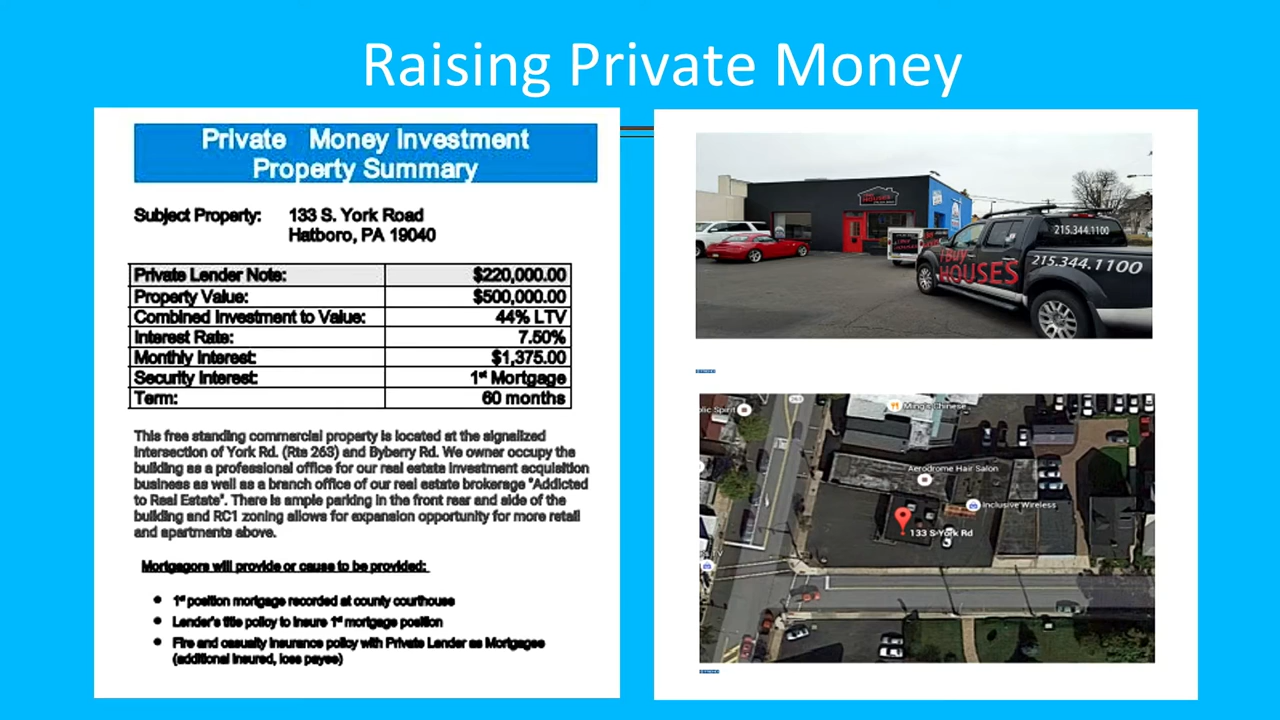 Raising Private Money
Private Money Investment
Property Summary
Subject Property: 133 S. York Road
Hatboro, PA 19040
Private Lender Note: $220,000.00
Property Value: $500,000.00
Combined Investment to Value: 44% LTV
Interest Rate: 7.50%
Monthly Interest: $1,375.00
Security Interest: 1st Mortgage
Term: 60 months
This free standing commercial property is located at the signalized
intersection of York Rd. (Rte 263) and Byberry Rd. We owner occupy the
building as a professional office for our real estate investment acquisition
business as well as a branch office of our real estate brokerage "Addicted
to Real Estate". There is ample parking in the front rear and side of the
building and RC1 zoning allows for expansion opportunity for more retail
and apartments above.
Mortgagors will provide or cause to be provided:
• 1st position mortgage recorded at county courthouse
• Lender's title policy to insure 1st mortgage position
• Fire and casualty insurance policy with Private Lender as Mortgagee
(additional insured, loss payee)
HOUSES
215.344.1100
I Buy
HOUSES
215.344.1100
blic Spirit
263
Ming's Chinese
Aerodrome Hair Salon
Inclusive Wireless
133 S York Rd